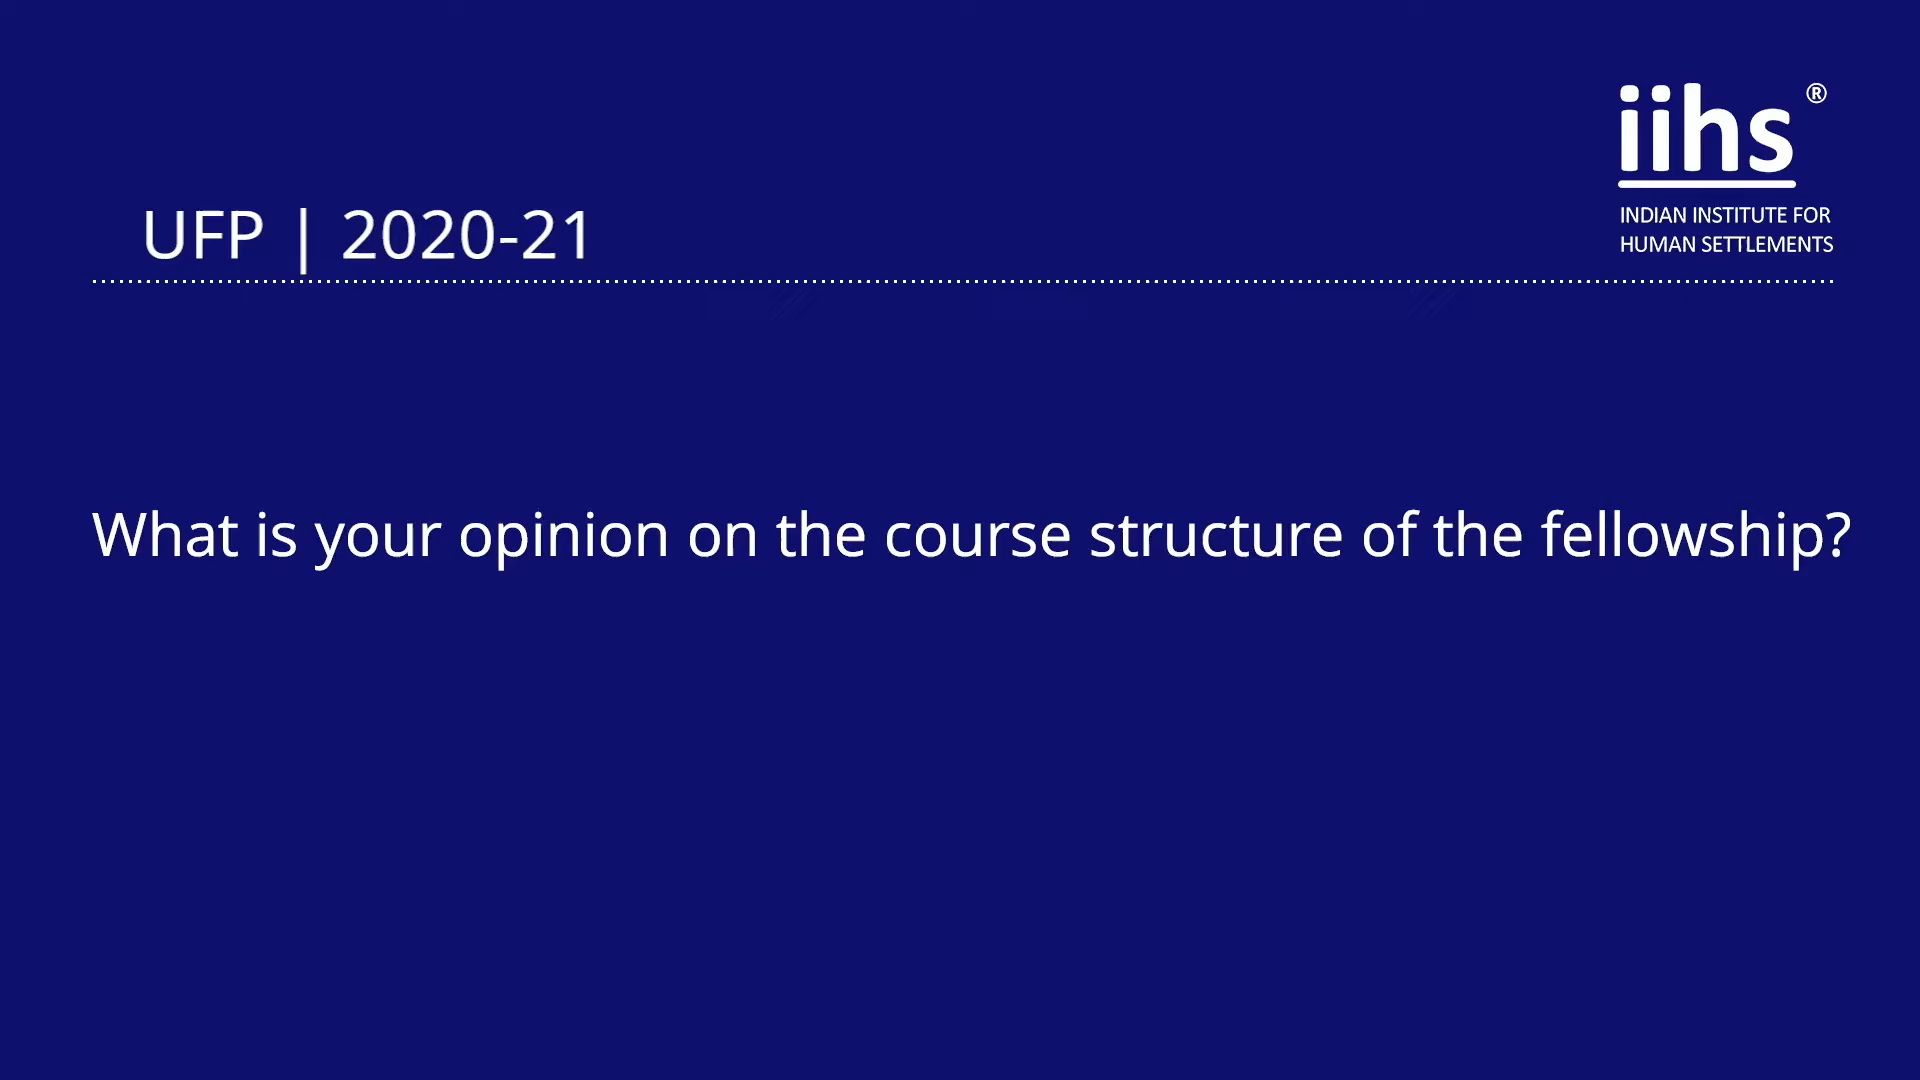 iihs ®
INDIAN INSTITUTE FOR
HUMAN SETTLEMENTS
UFP | 2020-21
What is your opinion on the course structure of the fellowship?